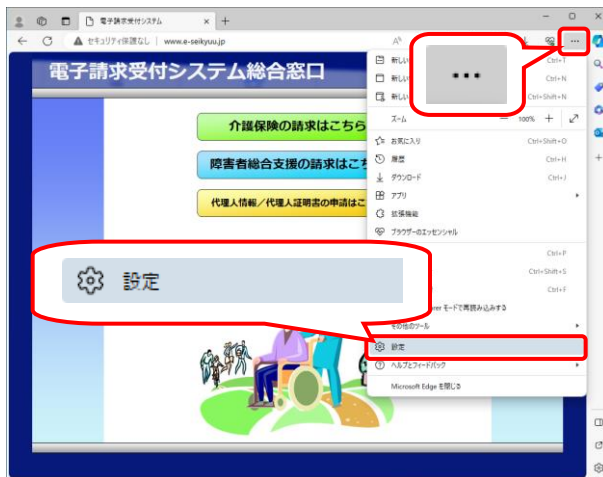 電子請求受付システム
セキュリティ保護なし | www.e-seikyuu.jp
電子請求受付システム総合窓口
介護保険の請求はこちら
障害者総合支援の請求はこち
代理人情報/代理人証明書の申請はこ
新しい
Ctrl+T
新しい
Ctrl+N
新しい
Ctrl+Shift+N
ズーム
100%
お気に入り
Ctrl+Shift+O
履歴
Ctrl+H
ダウンロード
Ctrl+J
アプリ
拡張機能
ブラウザーのエッセンシャル
Ctrl+P
Ctrl+Shift+S
Ctrl+F
rer モードで再読み込みする
その他のツール
設定
設定
ヘルプとフィードバック
Microsoft Edge を閉じる